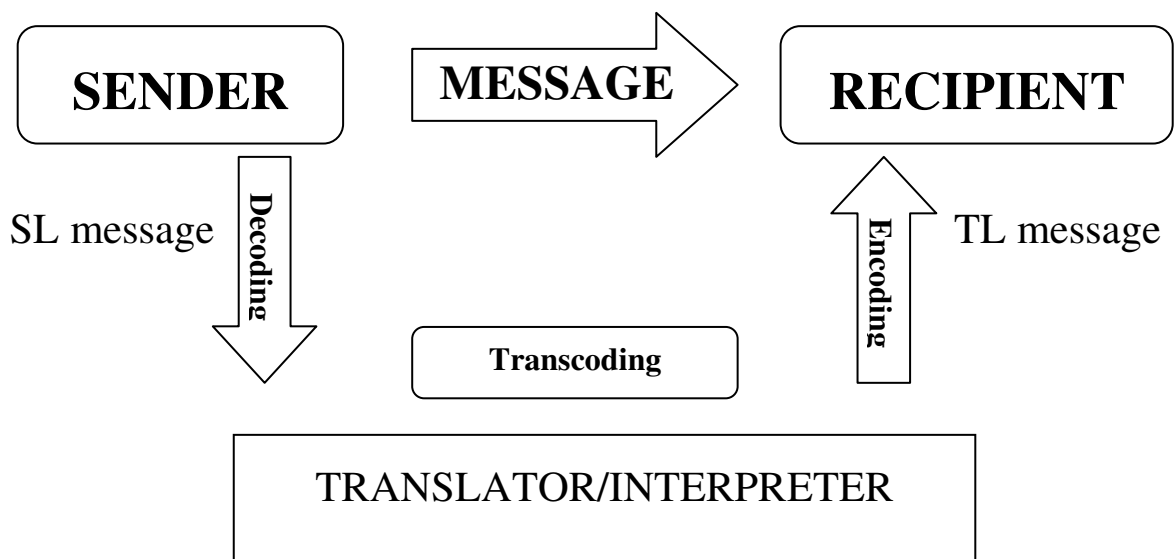 SENDER
MESSAGE
RECIPIENT
SL message
Decoding
Encoding
TL message
Transcoding
TRANSLATOR/INTERPRETER